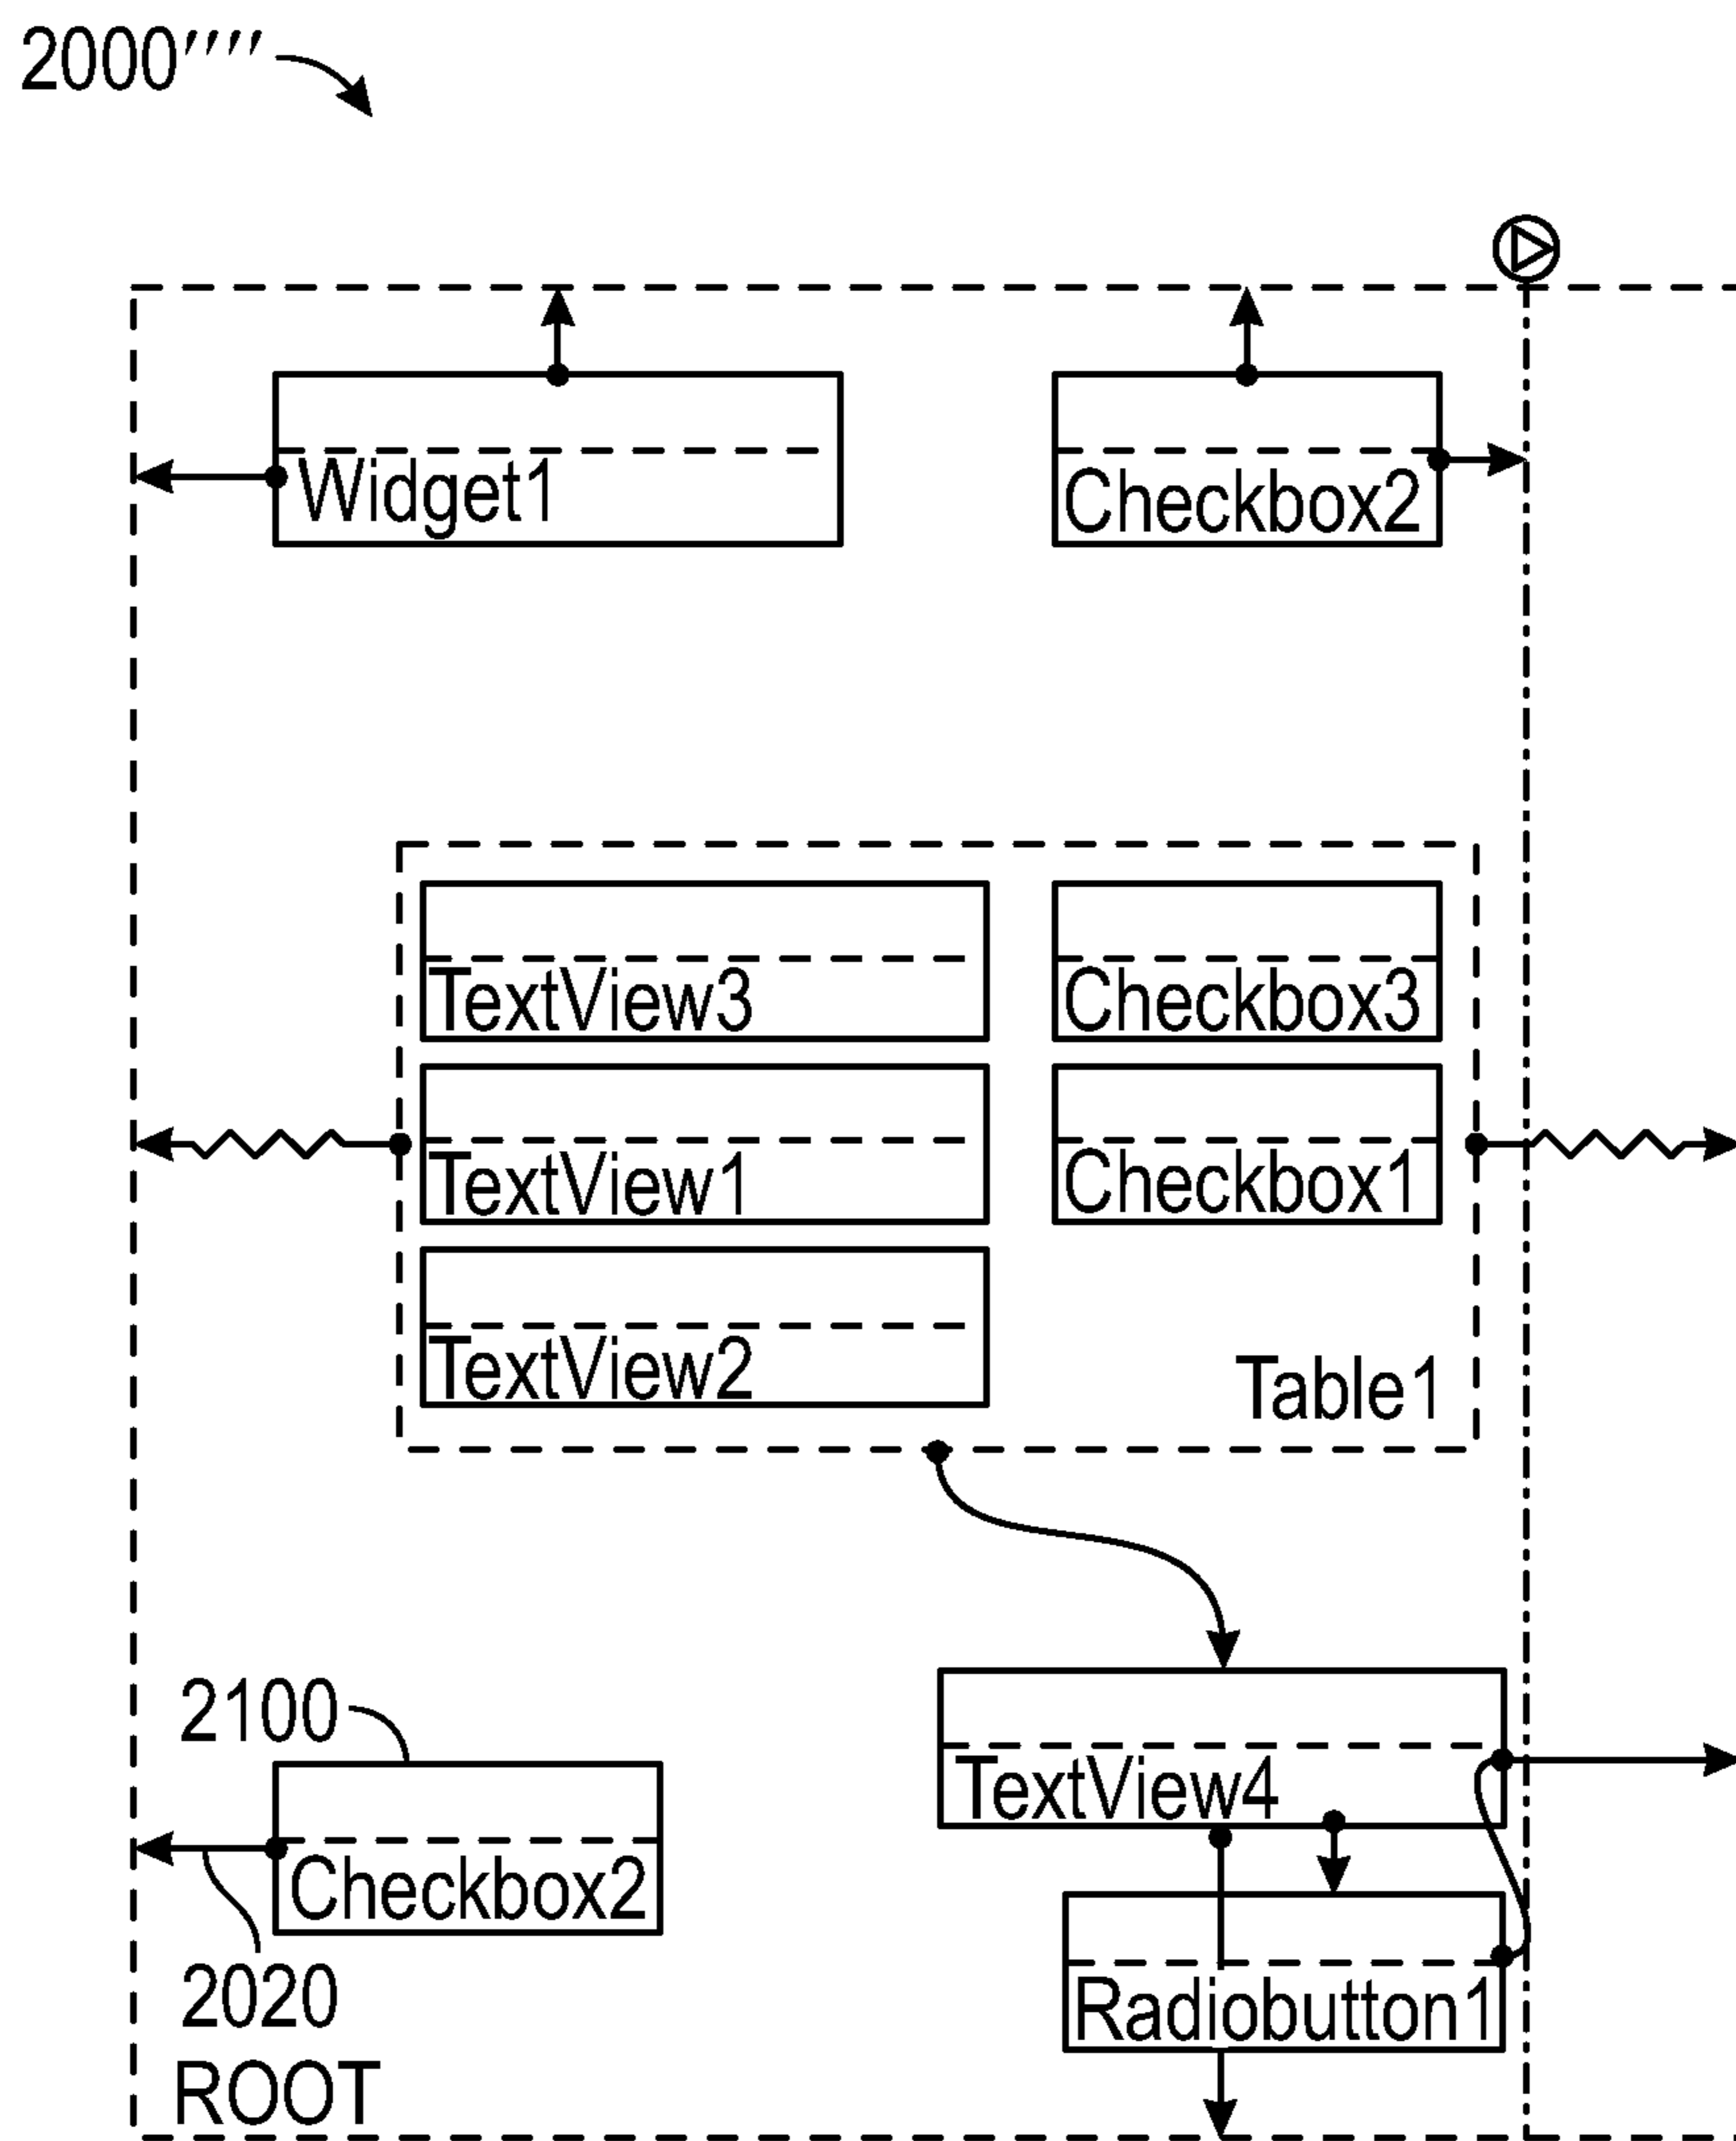 2000''''
Widget1
Checkbox2
TextView3
Checkbox3
TextView1
Checkbox1
TextView2
Table1
2100
TextView4
Checkbox2
2020
Radiobutton1
ROOT